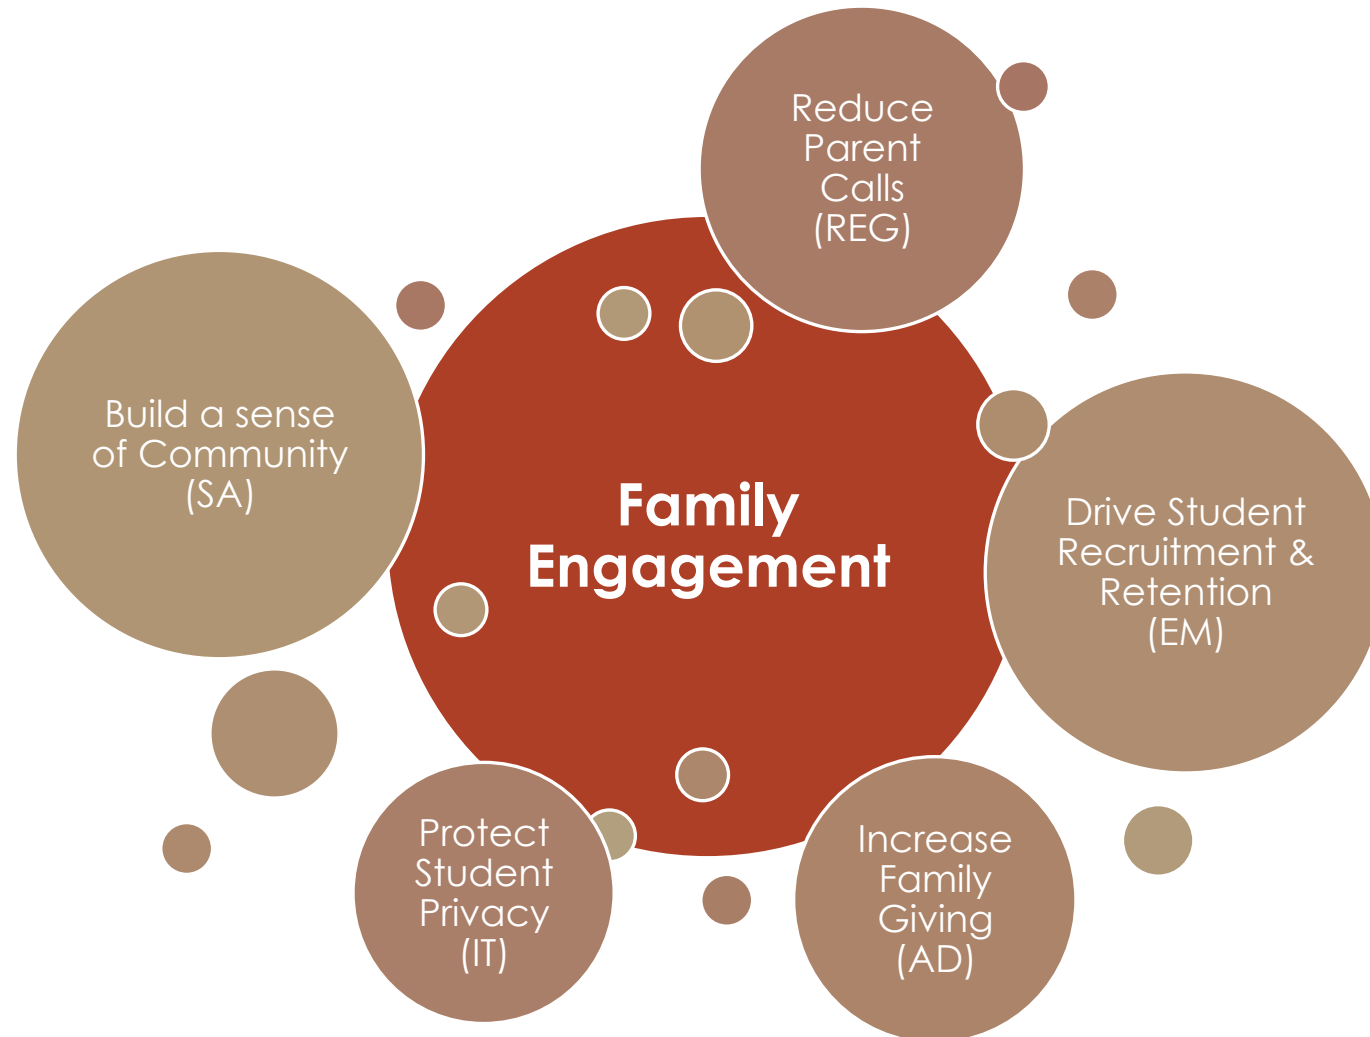 Reduce
Parent
Calls
(REG)
Build a sense
of Community
(SA)
Family
Engagement
Drive Student
Recruitment &
Retention
(EM)
Protect
Student
Privacy
(IT)
Increase
Family
Giving
(AD)